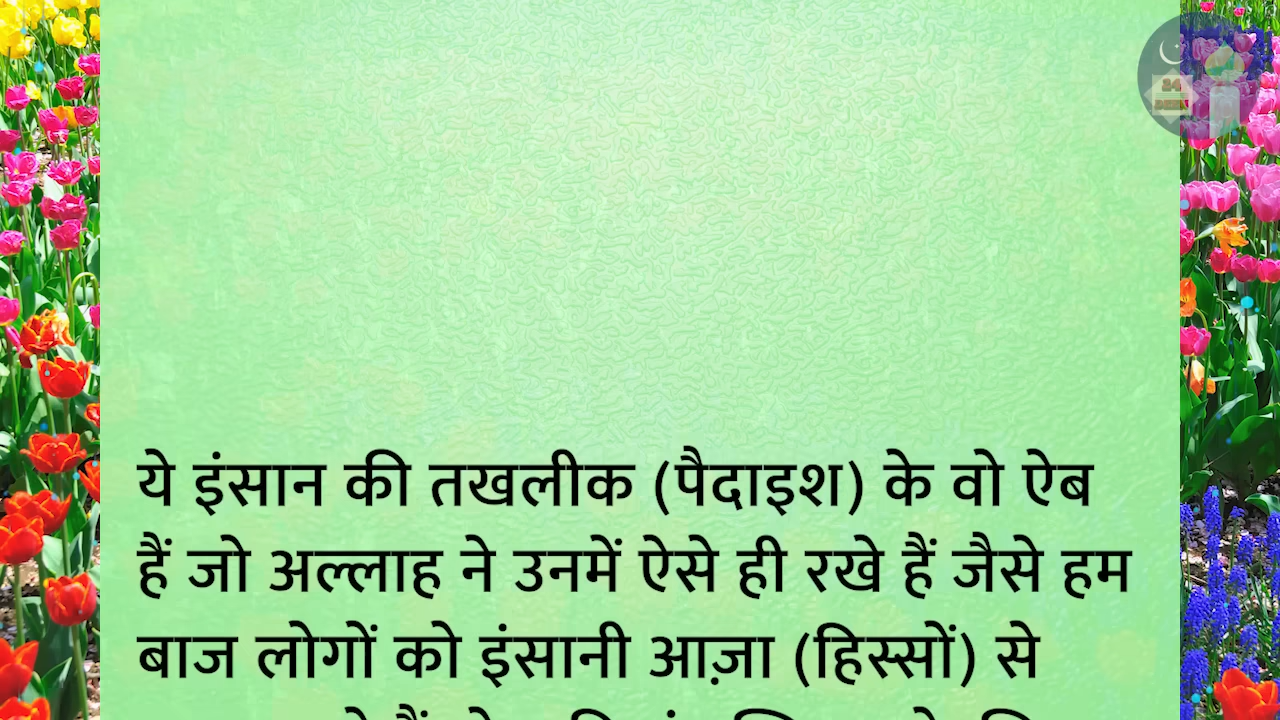 ये इंसान की तखलीक (पैदाइश) के वो ऐब
हैं जो अल्लाह ने उनमें ऐसे ही रखे हैं जैसे हम
बाज लोगों को इंसानी आज़ा (हिस्सों) से